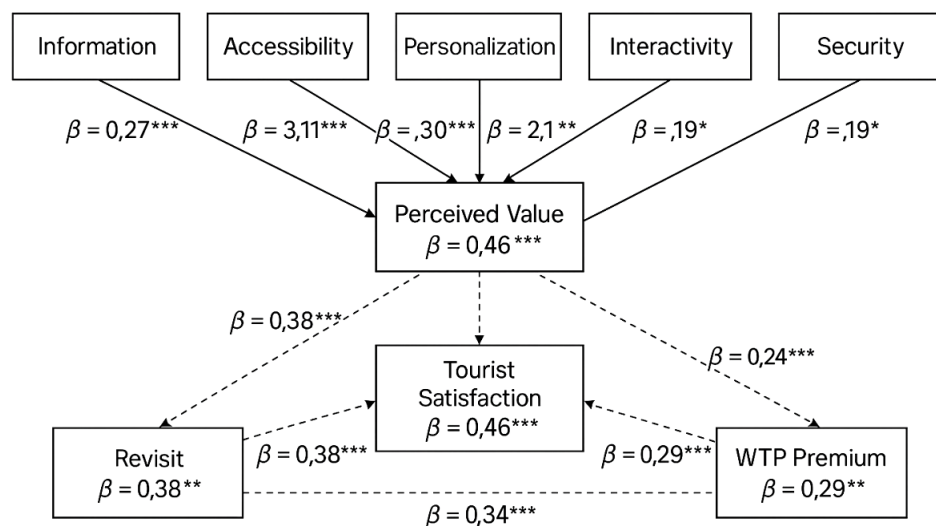 Information
Accessibility
Personalization
Interactivity
Security
β = 0,27***
β = 3,11***
β = ,30***
β = 2,1 **
β = ,19*
β = ,19*
Perceived Value
β = 0,46 ***
β = 0,38***
β = 0,24***
Tourist
Satisfaction
β = 0,46***
β = 0,38***
β = 0,29***
Revisit
β = 0,38**
WTP Premium
β = 0,29**
β = 0,34***